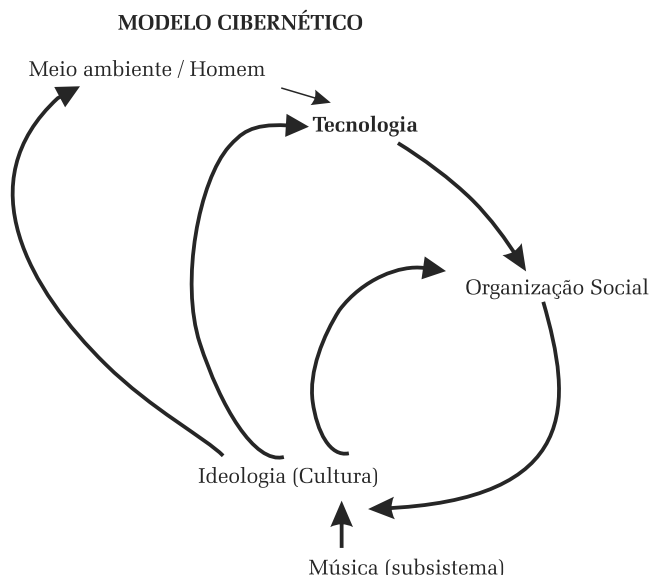 MODELO CIBERNÉTICO
Meio ambiente / Homem
Tecnologia
Organização Social
Ideologia (Cultura)
Música (subsistema)